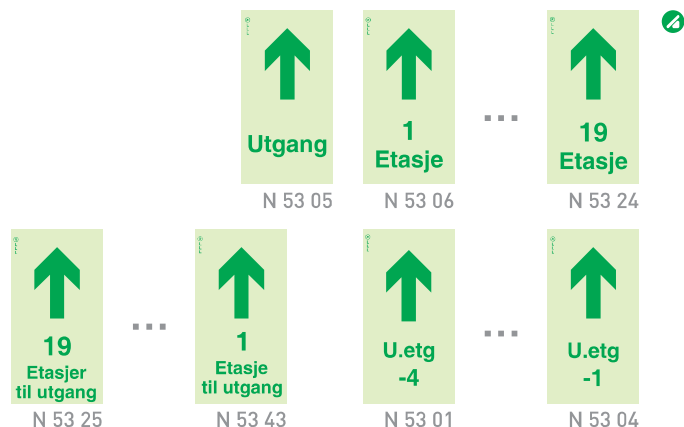 Utgang
N 53 05
1
Etasje
N 53 06
...
19
Etasje
N 53 24
19
Etasjer
til utgang
N 53 25
...
1
Etasje
til utgang
N 53 43
U.etg
-4
N 53 01
...
U.etg
-1
N 53 04